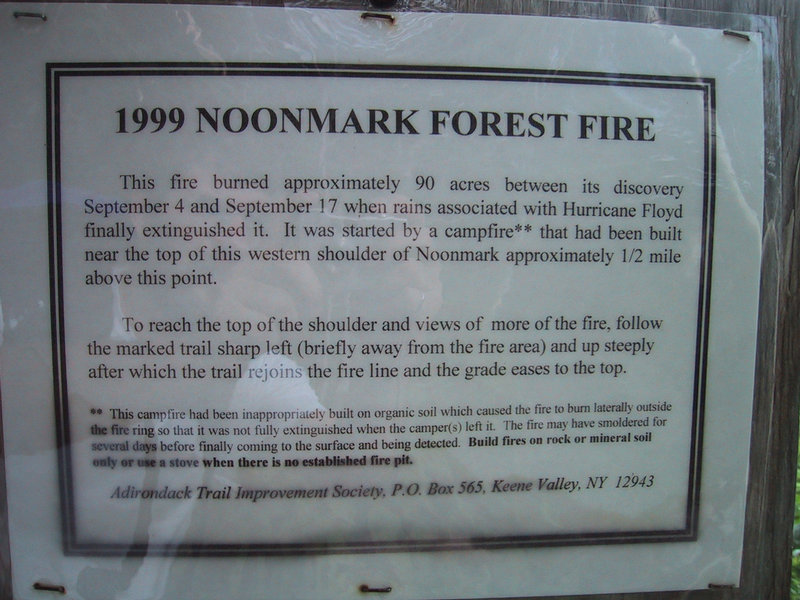 1999 NOONMARK FOREST FIRE
This fire burned approximately 90 acres between its discovery
September 4 and September 17 when rains associated with Hurricane Floyd
finally extinguished it. It was started by a campfire** that had been built
near the top of this western shoulder of Noonmark approximately 1/2 mile
above this point.
To reach the top of the shoulder and views of more of the fire, follow
the marked trail sharp left (briefly away from the fire area) and up steeply
after which the trail rejoins the fire line and the grade eases to the top.
** This campfire had been inappropriately built on organic soil which caused the fire to burn laterally outside
the fire ring so that it was not fully extinguished when the camper(s) left it. The fire may have smoldered for
several days before finally coming to the surface and being detected. Build fires on rock or mineral soil
only or use a stove when there is no established fire pit.
Adirondack Trail Improvement Society, P.O. Box 565, Keene Valley, NY 12943